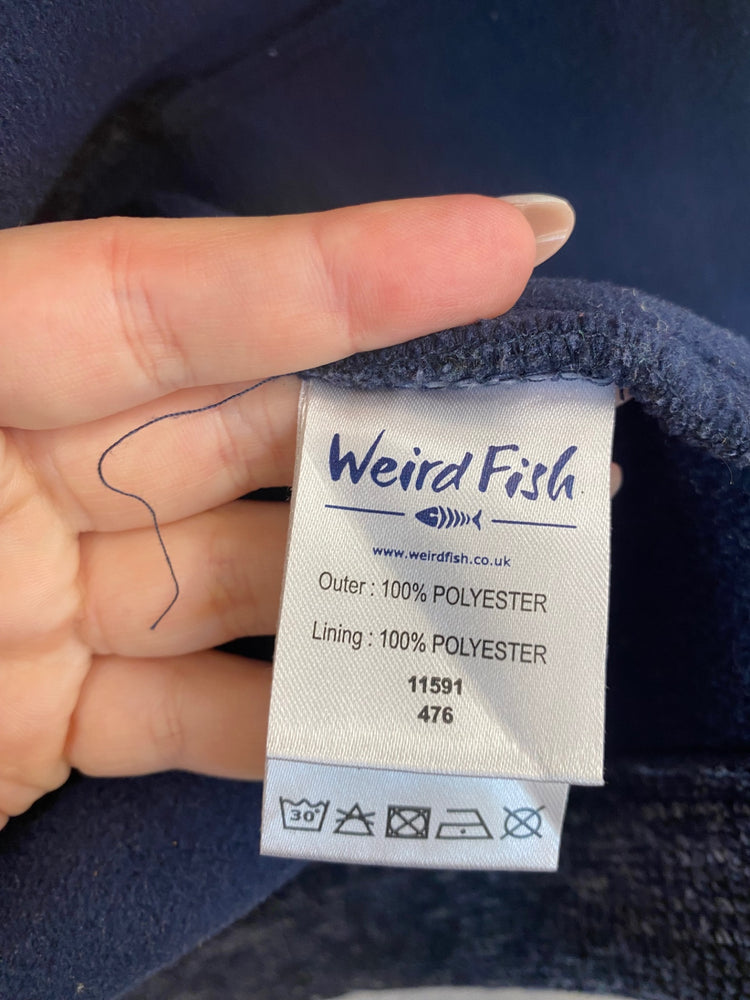 Weird Fish
www.weirdfish.co.uk
Outer : 100% POLYESTER
Lining : 100% POLYESTER
11591
476
30°